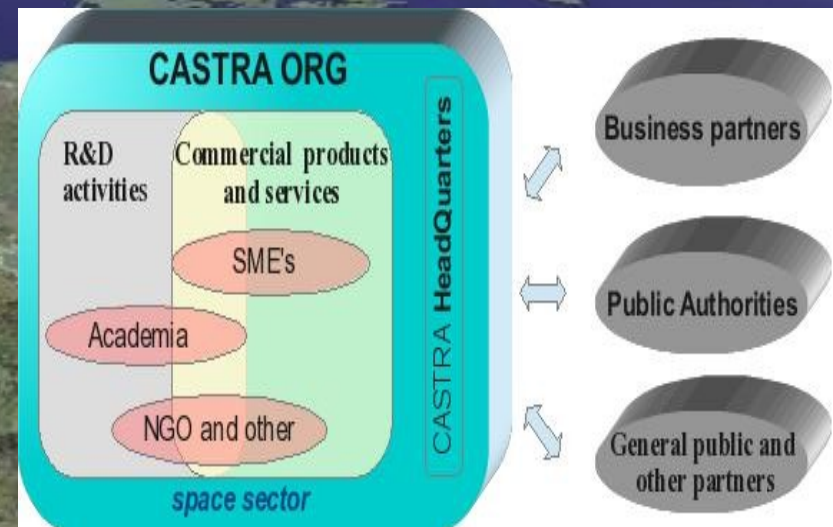 CASTRA ORG
R&D
activities
Commercial products
and services
SME's
Academia
NGO and other
space sector
CASTRA HeadQuarters
Business partners
Public Authorities
General public and
other partners